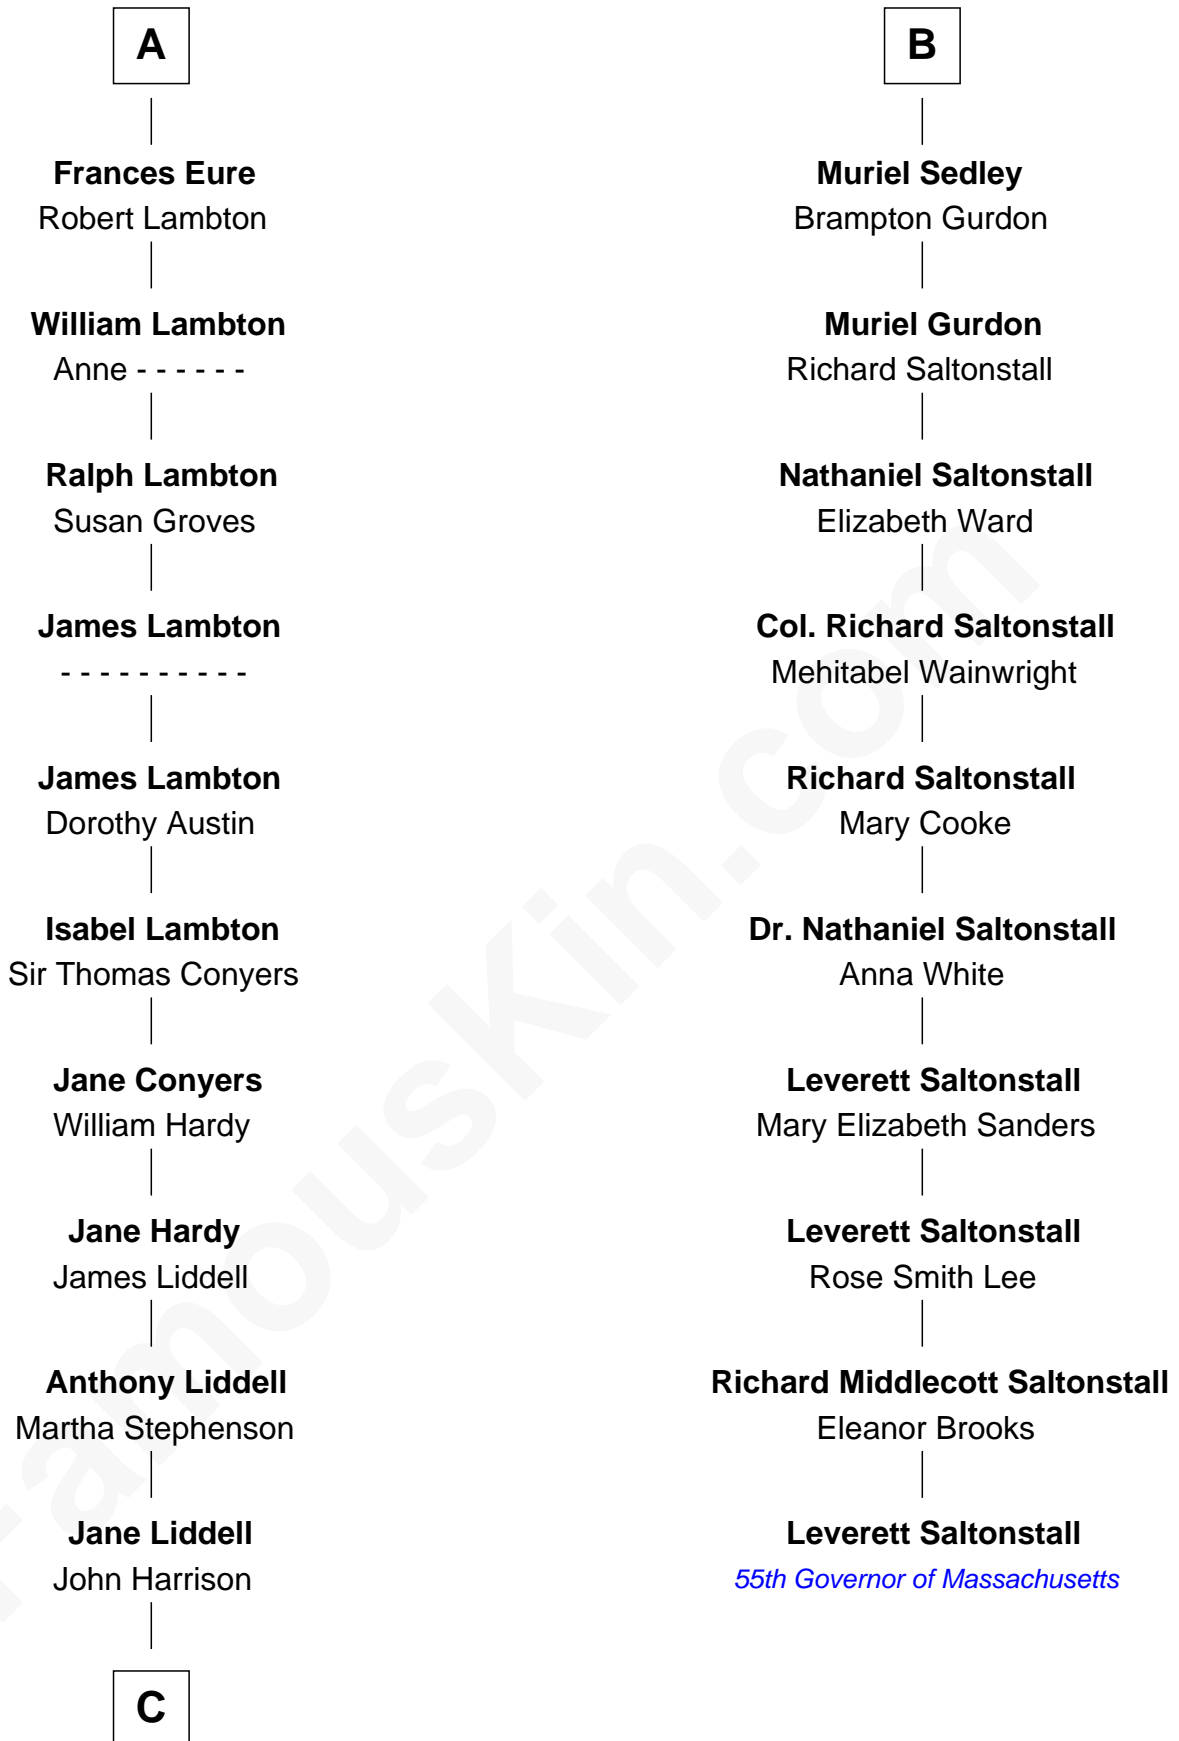 A
Frances Eure
Robert Lambton
William Lambton
Anne - - - - - -
Ralph Lambton
Susan Groves
James Lambton
- - - - - - - - - -
James Lambton
Dorothy Austin
Isabel Lambton
Sir Thomas Conyers
Jane Conyers
William Hardy
Jane Hardy
James Liddell
Anthony Liddell
Martha Stephenson
Jane Liddell
John Harrison
C
B
Muriel Sedley
Brampton Gurdon
Muriel Gurdon
Richard Saltonstall
Nathaniel Saltonstall
Elizabeth Ward
Col. Richard Saltonstall
Mehitabel Wainwright
Richard Saltonstall
Mary Cooke
Dr. Nathaniel Saltonstall
Anna White
Leverett Saltonstall
Mary Elizabeth Sanders
Leverett Saltonstall
Rose Smith Lee
Richard Middlecott Saltonstall
Eleanor Brooks
Leverett Saltonstall
55th Governor of Massachusetts
FamousKin.com